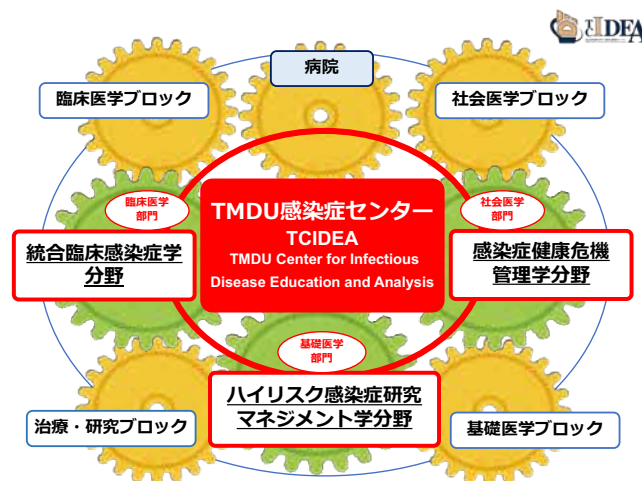 TCIDEA
病院
臨床医学ブロック
社会医学ブロック
臨床医学
部門
社会医学
部門
TMDU感染症センター
TCIDEA
TMDU Center for Infectious
Disease Education and Analysis
統合臨床感染症学
分野
感染症健康危機
管理学分野
基礎医学
部門
ハイリスク感染症研究
マネジメント学分野
治療・研究ブロック
基礎医学ブロック